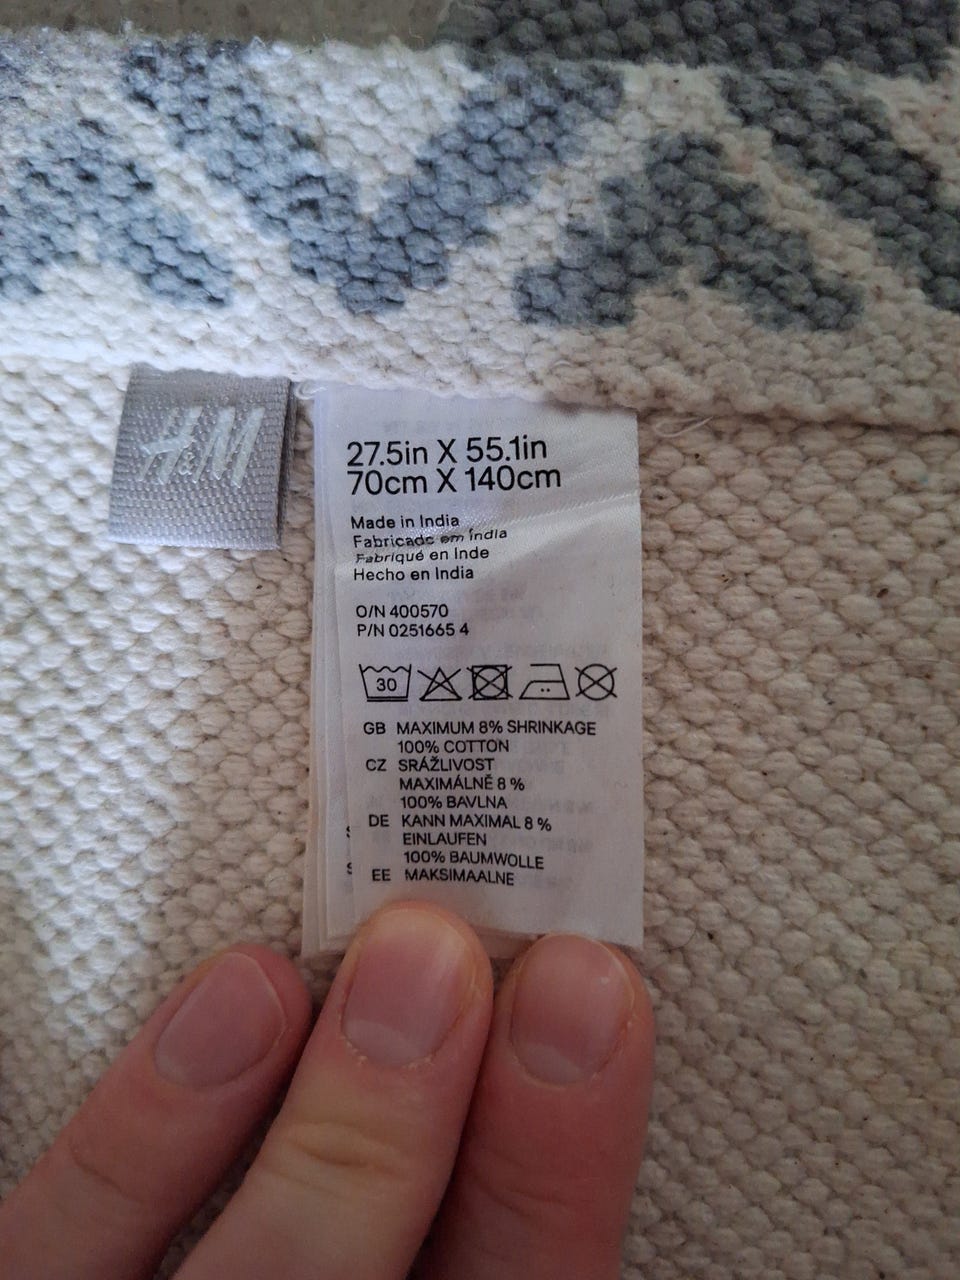 H&M
27.5in X 55.1in
70cm X 140cm
Made in India
Fabricado em Índia
Fabriqué en Inde
Hecho en India
O/N 400570
P/N 0251665 4
30
GB MAXIMUM 8% SHRINKAGE
100% COTTON
CZ SRÁŽLIVOST
MAXIMÁLNĚ 8 %
100% BAVLNA
DE KANN MAXIMAL 8 %
EINLAUFEN
100% BAUMWOLLE
EE MAKSIMAALNE